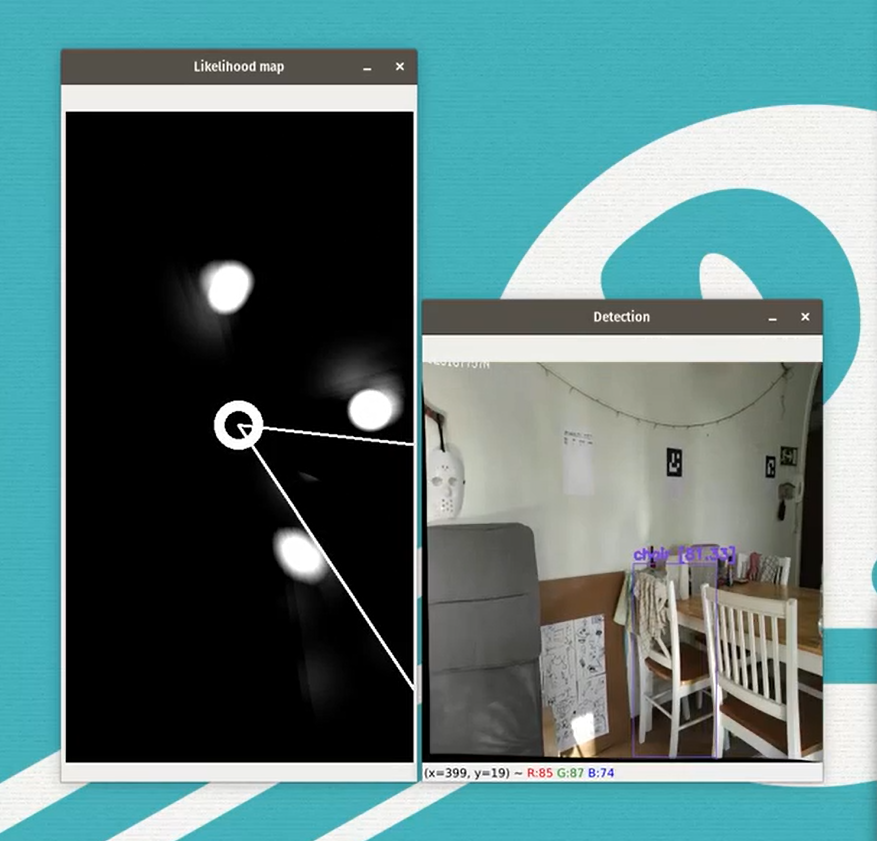 Likelihood map
Detection
chair [81.33]
(x=399, y=19) ~ R:85 G:87 B:74